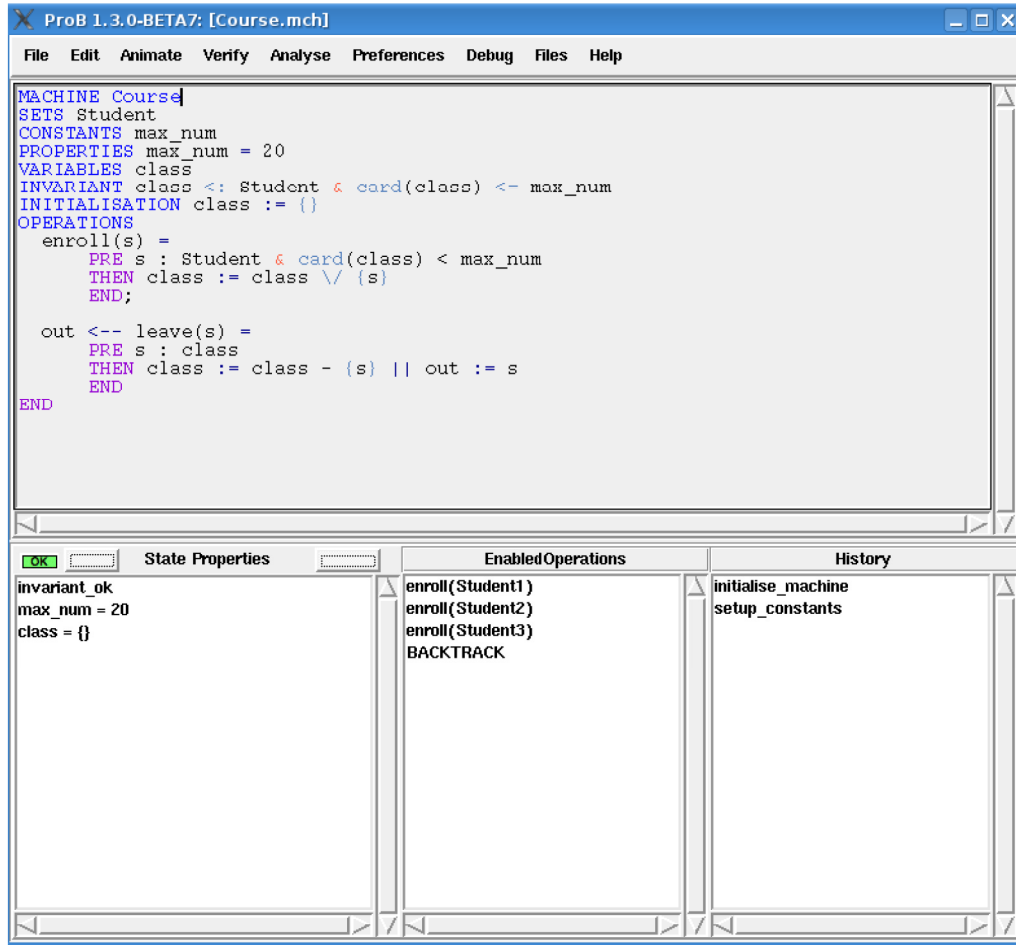 ProB 1.3.0-BETA7: [Course.mch]
File Edit Animate Verify Analyse Preferences Debug Files Help
MACHINE Course
SETS Student
CONSTANTS max_num
PROPERTIES max_num = 20
VARIABLES class
INVARIANT class <: Student & card(class) <= max_num
INITIALISATION class := {}
OPERATIONS
enroll(s) =
PRE s : Student & card(class) < max_num
THEN class := class \/ {s}
END;
out <-- leave(s) =
PRE s : class
THEN class := class - {s} || out := s
END
END
OK State Properties
invariant_ok
max_num = 20
class = {}
EnabledOperations
enroll(Student1)
enroll(Student2)
enroll(Student3)
BACKTRACK
History
initialise_machine
setup_constants